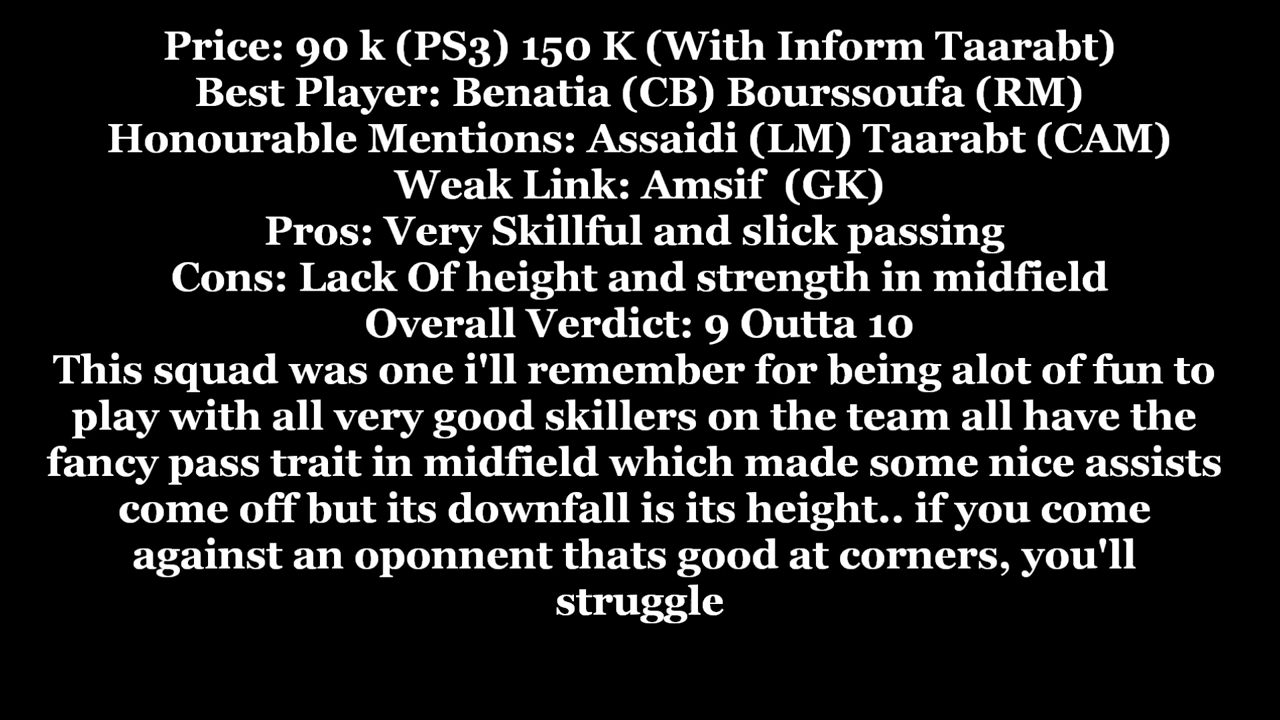 Price: 90 k (PS3) 150 K (With Inform Taarabt)
Best Player: Benatia (CB) Bourssoufa (RM)
Honourable Mentions: Assaidi (LM) Taarabt (CAM)
Weak Link: Amsif  (GK)
Pros: Very Skillful and slick passing
Cons: Lack Of height and strength in midfield
Overall Verdict: 9 Outta 10
This squad was one i'll remember for being alot of fun to
play with all very good skillers on the team all have the
fancy pass trait in midfield which made some nice assists
come off but its downfall is its height.. if you come
against an oponnent thats good at corners, you'll
struggle